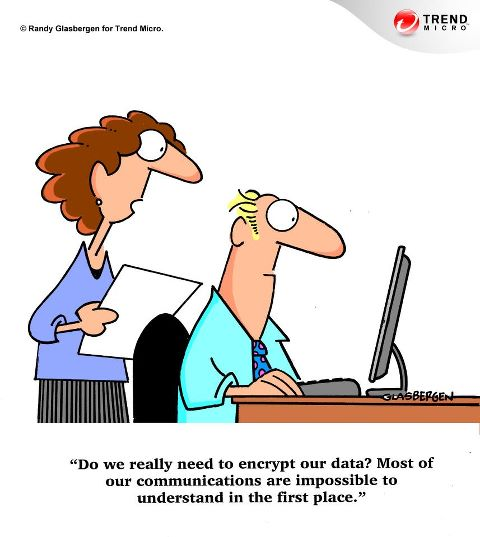 © Randy Glasbergen for Trend Micro.
TREND
MICRO
GLASBERGEN
“Do we really need to encrypt our data? Most of
our communications are impossible to
understand in the first place.”